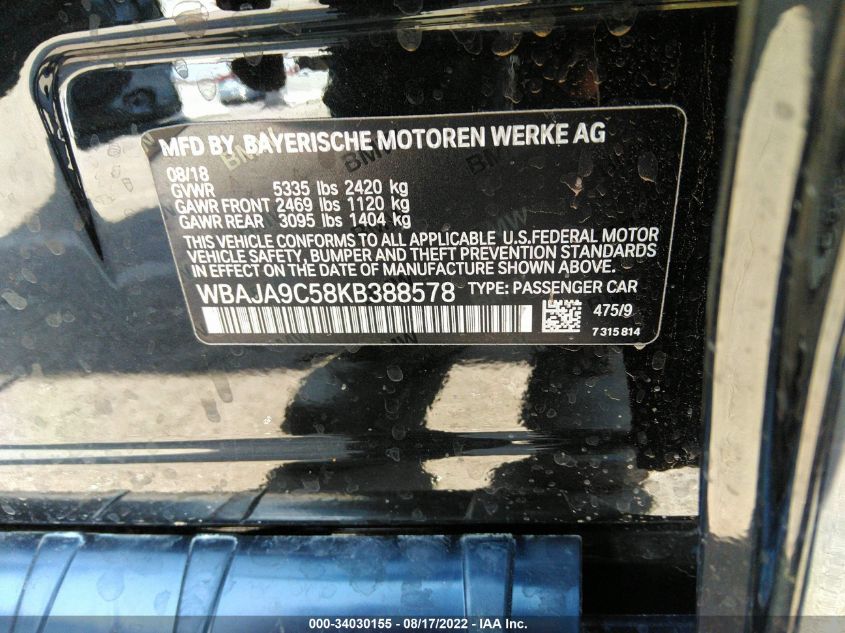 MFD BY BAYERISCHE MOTOREN WERKE AG
08/18
GVWR 5335 lbs 2420 kg
GAWR FRONT 2469 lbs 1120 kg
GAWR REAR 3095 lbs 1404 kg
THIS VEHICLE CONFORMS TO ALL APPLICABLE U.S.FEDERAL MOTOR
VEHICLE SAFETY, BUMPER AND THEFT PREVENTION STANDARDS
IN EFFECT ON THE DATE OF MANUFACTURE SHOWN ABOVE.
WBAJA9C58KB388578 TYPE: PASSENGER CAR
475/9
7 315 814
000-34030155 - 08/17/2022 - IAA Inc.